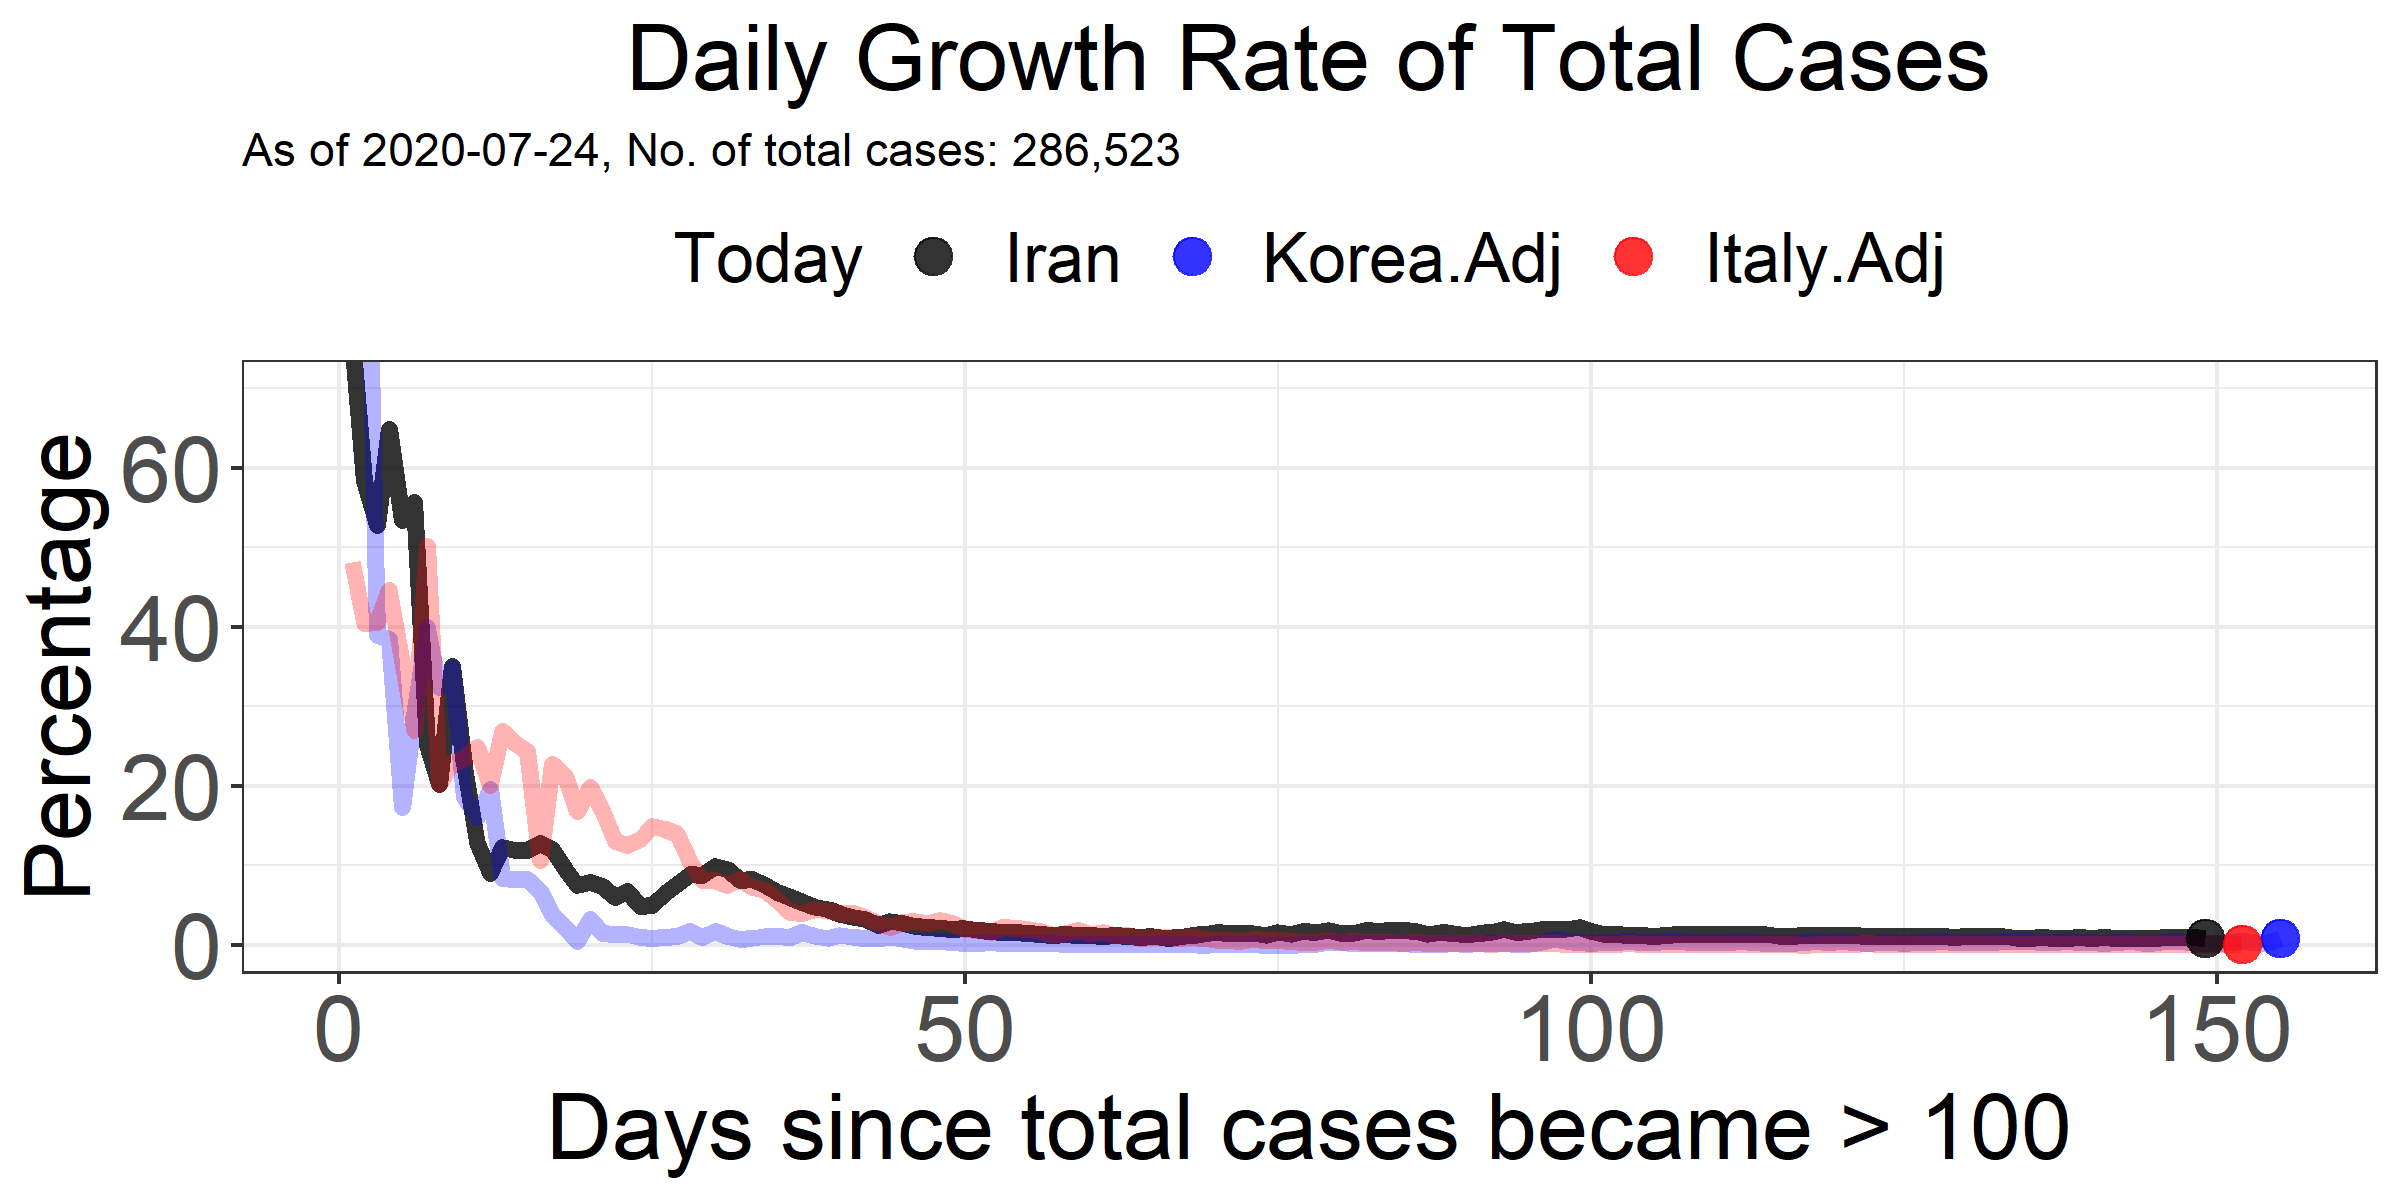 Daily Growth Rate of Total Cases
As of 2020-07-24, No. of total cases: 286,523
Today Iran Korea.Adj Italy.Adj
Percentage
60
40
20
0
0 50 100 150
Days since total cases became > 100